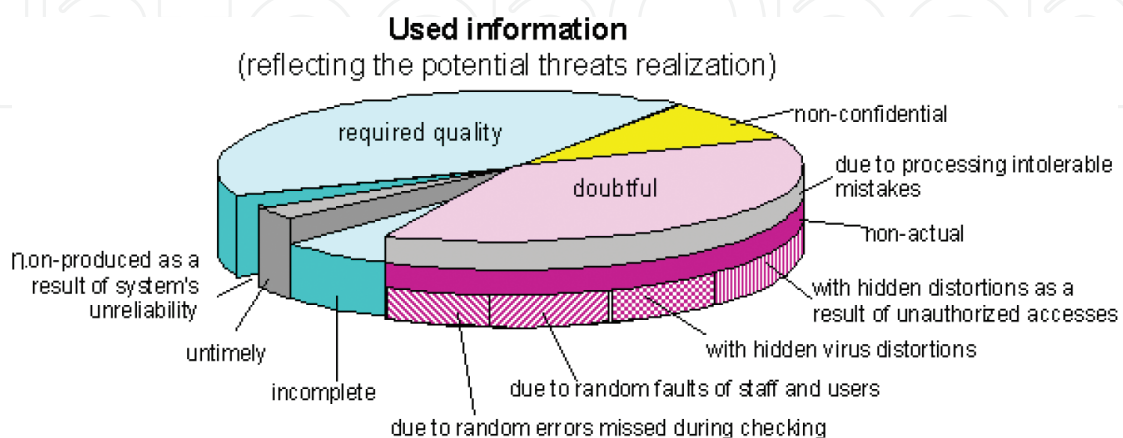 Used information
(reflecting the potential threats realization)
required quality
non-confidential
doubtful
due to processing intolerable
mistakes
non-actual
non-produced as a
result of system's
unreliability
with hidden distortions as a
result of unauthorized accesses
untimely
with hidden virus distortions
incomplete
due to random faults of staff and users
due to random errors missed during checking